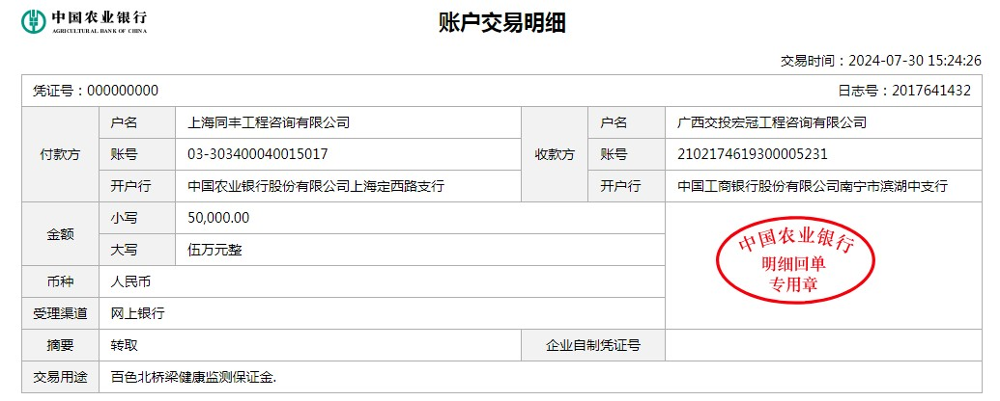 中国农业银行
AGRICULTURAL BANK OF CHINA
账户交易明细
交易时间：2024-07-30 15:24:26
凭证号：000000000 日志号：2017641432
付款方 户名 上海同丰工程咨询有限公司 收款方 户名 广西交投宏冠工程咨询有限公司
账号 03-303400040015017 账号 2102174619300005231
开户行 中国农业银行股份有限公司上海定西路支行 开户行 中国工商银行股份有限公司南宁市滨湖中支行
金额 小写 50,000.00
大写 伍万元整
中国农业银行
明细回单
专用章
币种 人民币
受理渠道 网上银行
摘要 转取 企业自制凭证号
交易用途 百色北桥梁健康监测保证金.